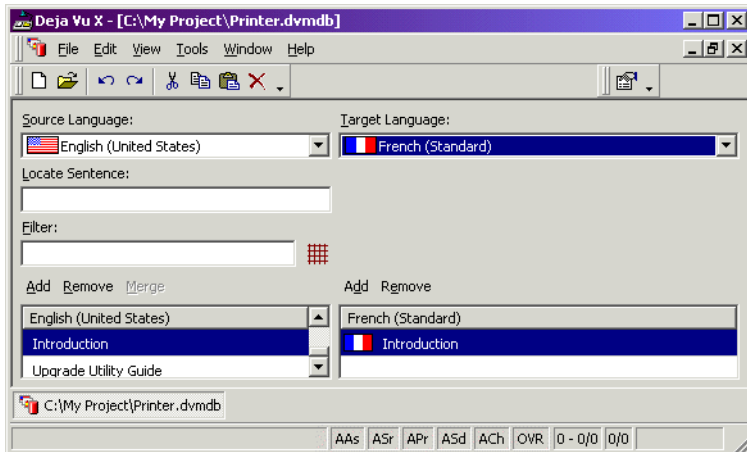 Deja Vu X - [C:\My Project\Printer.dvmdb]
File Edit View Tools Window Help
Source Language: Target Language:
English (United States) French (Standard)
Locate Sentence:
Filter:
Add Remove Merge Add Remove
English (United States) French (Standard)
Introduction Introduction
Upgrade Utility Guide
C:\My Project\Printer.dvmdb
AAs ASr APr ASd ACh OVR 0 - 0/0 0/0